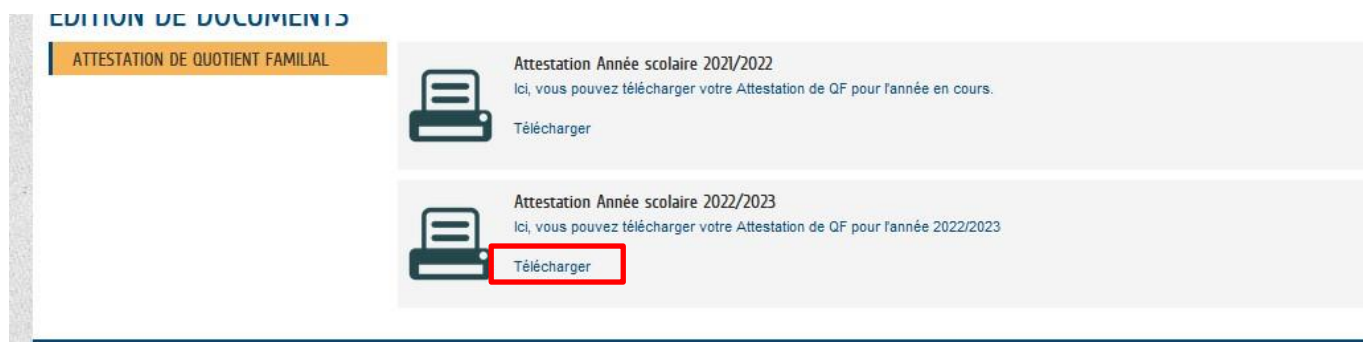 EDITION DE DOCUMENTS
ATTESTATION DE QUOTIENT FAMILIAL
Attestation Année scolaire 2021/2022
Ici, vous pouvez télécharger votre Attestation de QF pour l'année en cours.
Télécharger
Attestation Année scolaire 2022/2023
Ici, vous pouvez télécharger votre Attestation de QF pour l'année 2022/2023
Télécharger